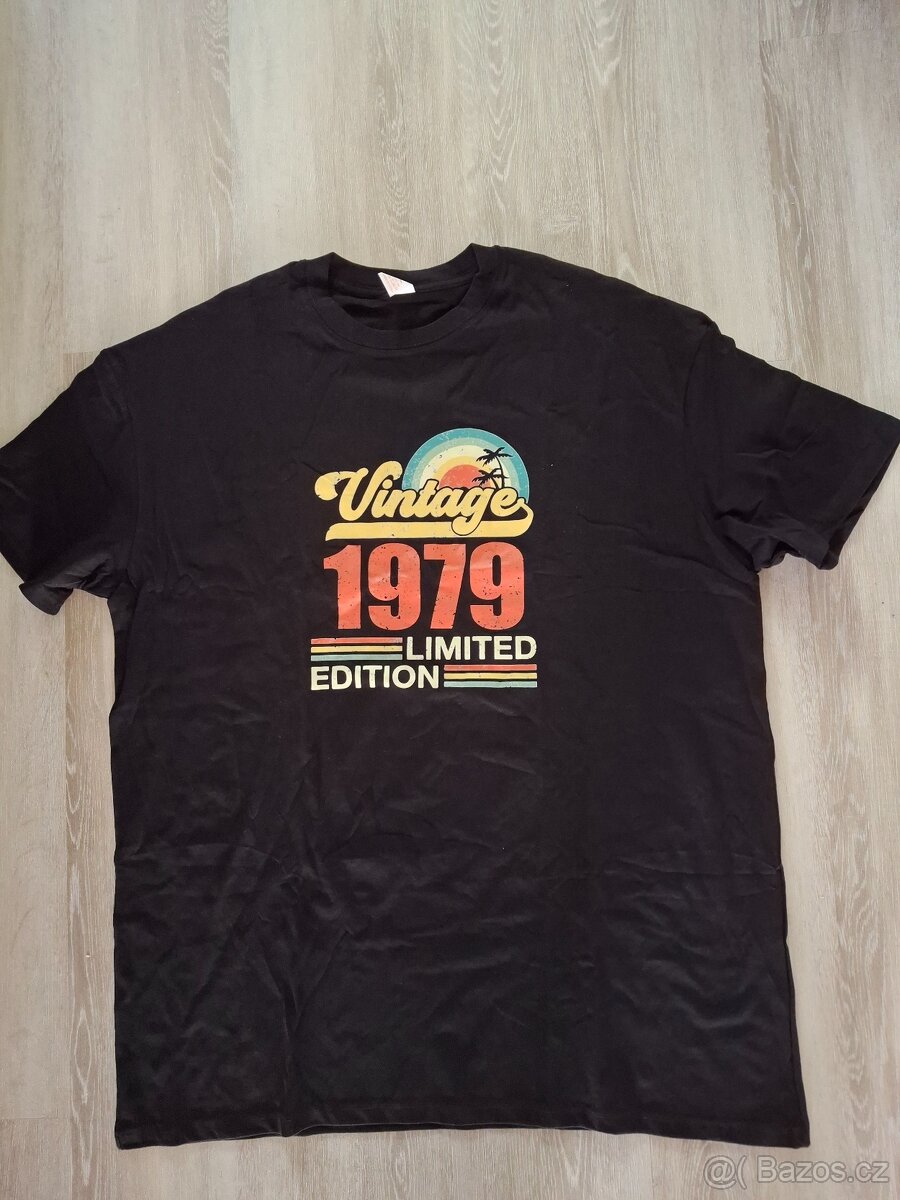 Vintage
1979
LIMITED
EDITION
@( Bazos.cz